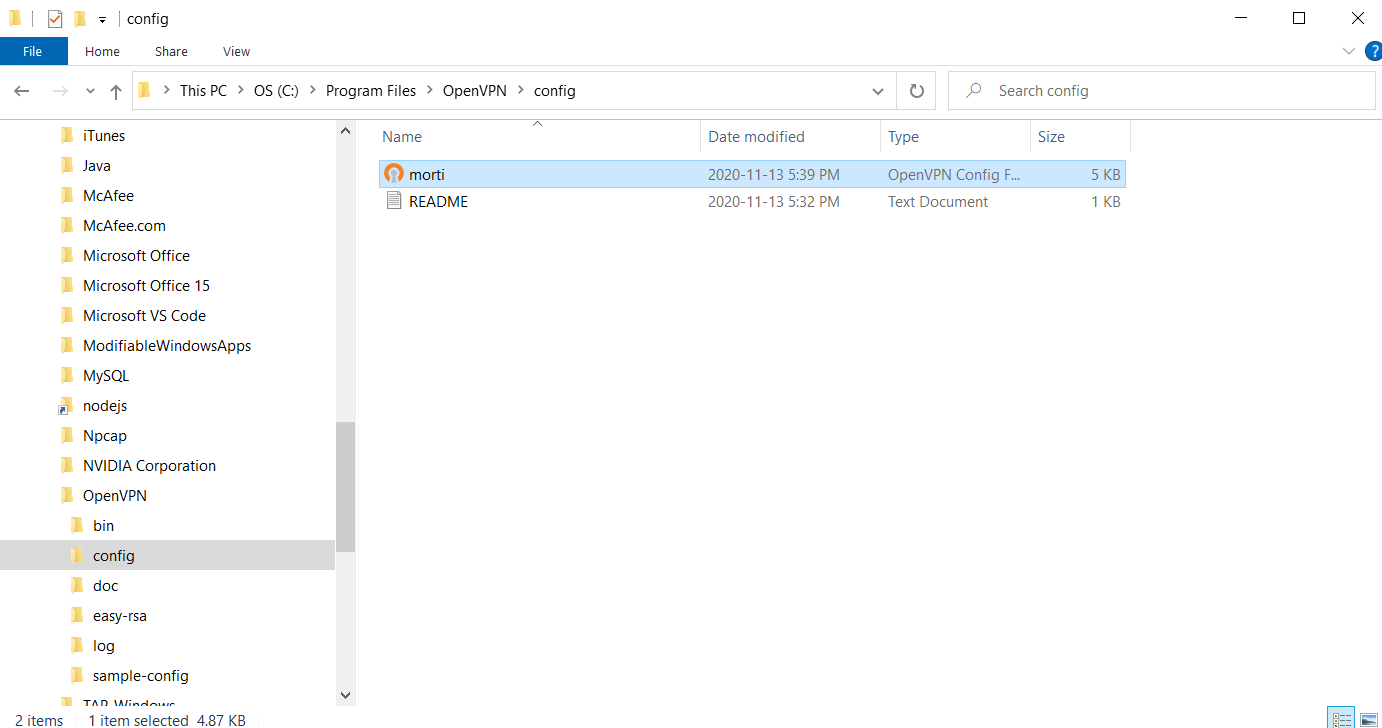 config
File Home Share View
?
This PC OS (C:) Program Files OpenVPN config
Search config
iTunes
Java
McAfee
McAfee.com
Microsoft Office
Microsoft Office 15
Microsoft VS Code
ModifiableWindowsApps
MySQL
nodejs
Npcap
NVIDIA Corporation
OpenVPN
bin
config
doc
easy-rsa
log
sample-config
TAP-Windows
Name Date modified Type Size
morti 2020-11-13 5:39 PM OpenVPN Config F... 5 KB
README 2020-11-13 5:32 PM Text Document 1 KB
2 items 1 item selected 4.87 KB